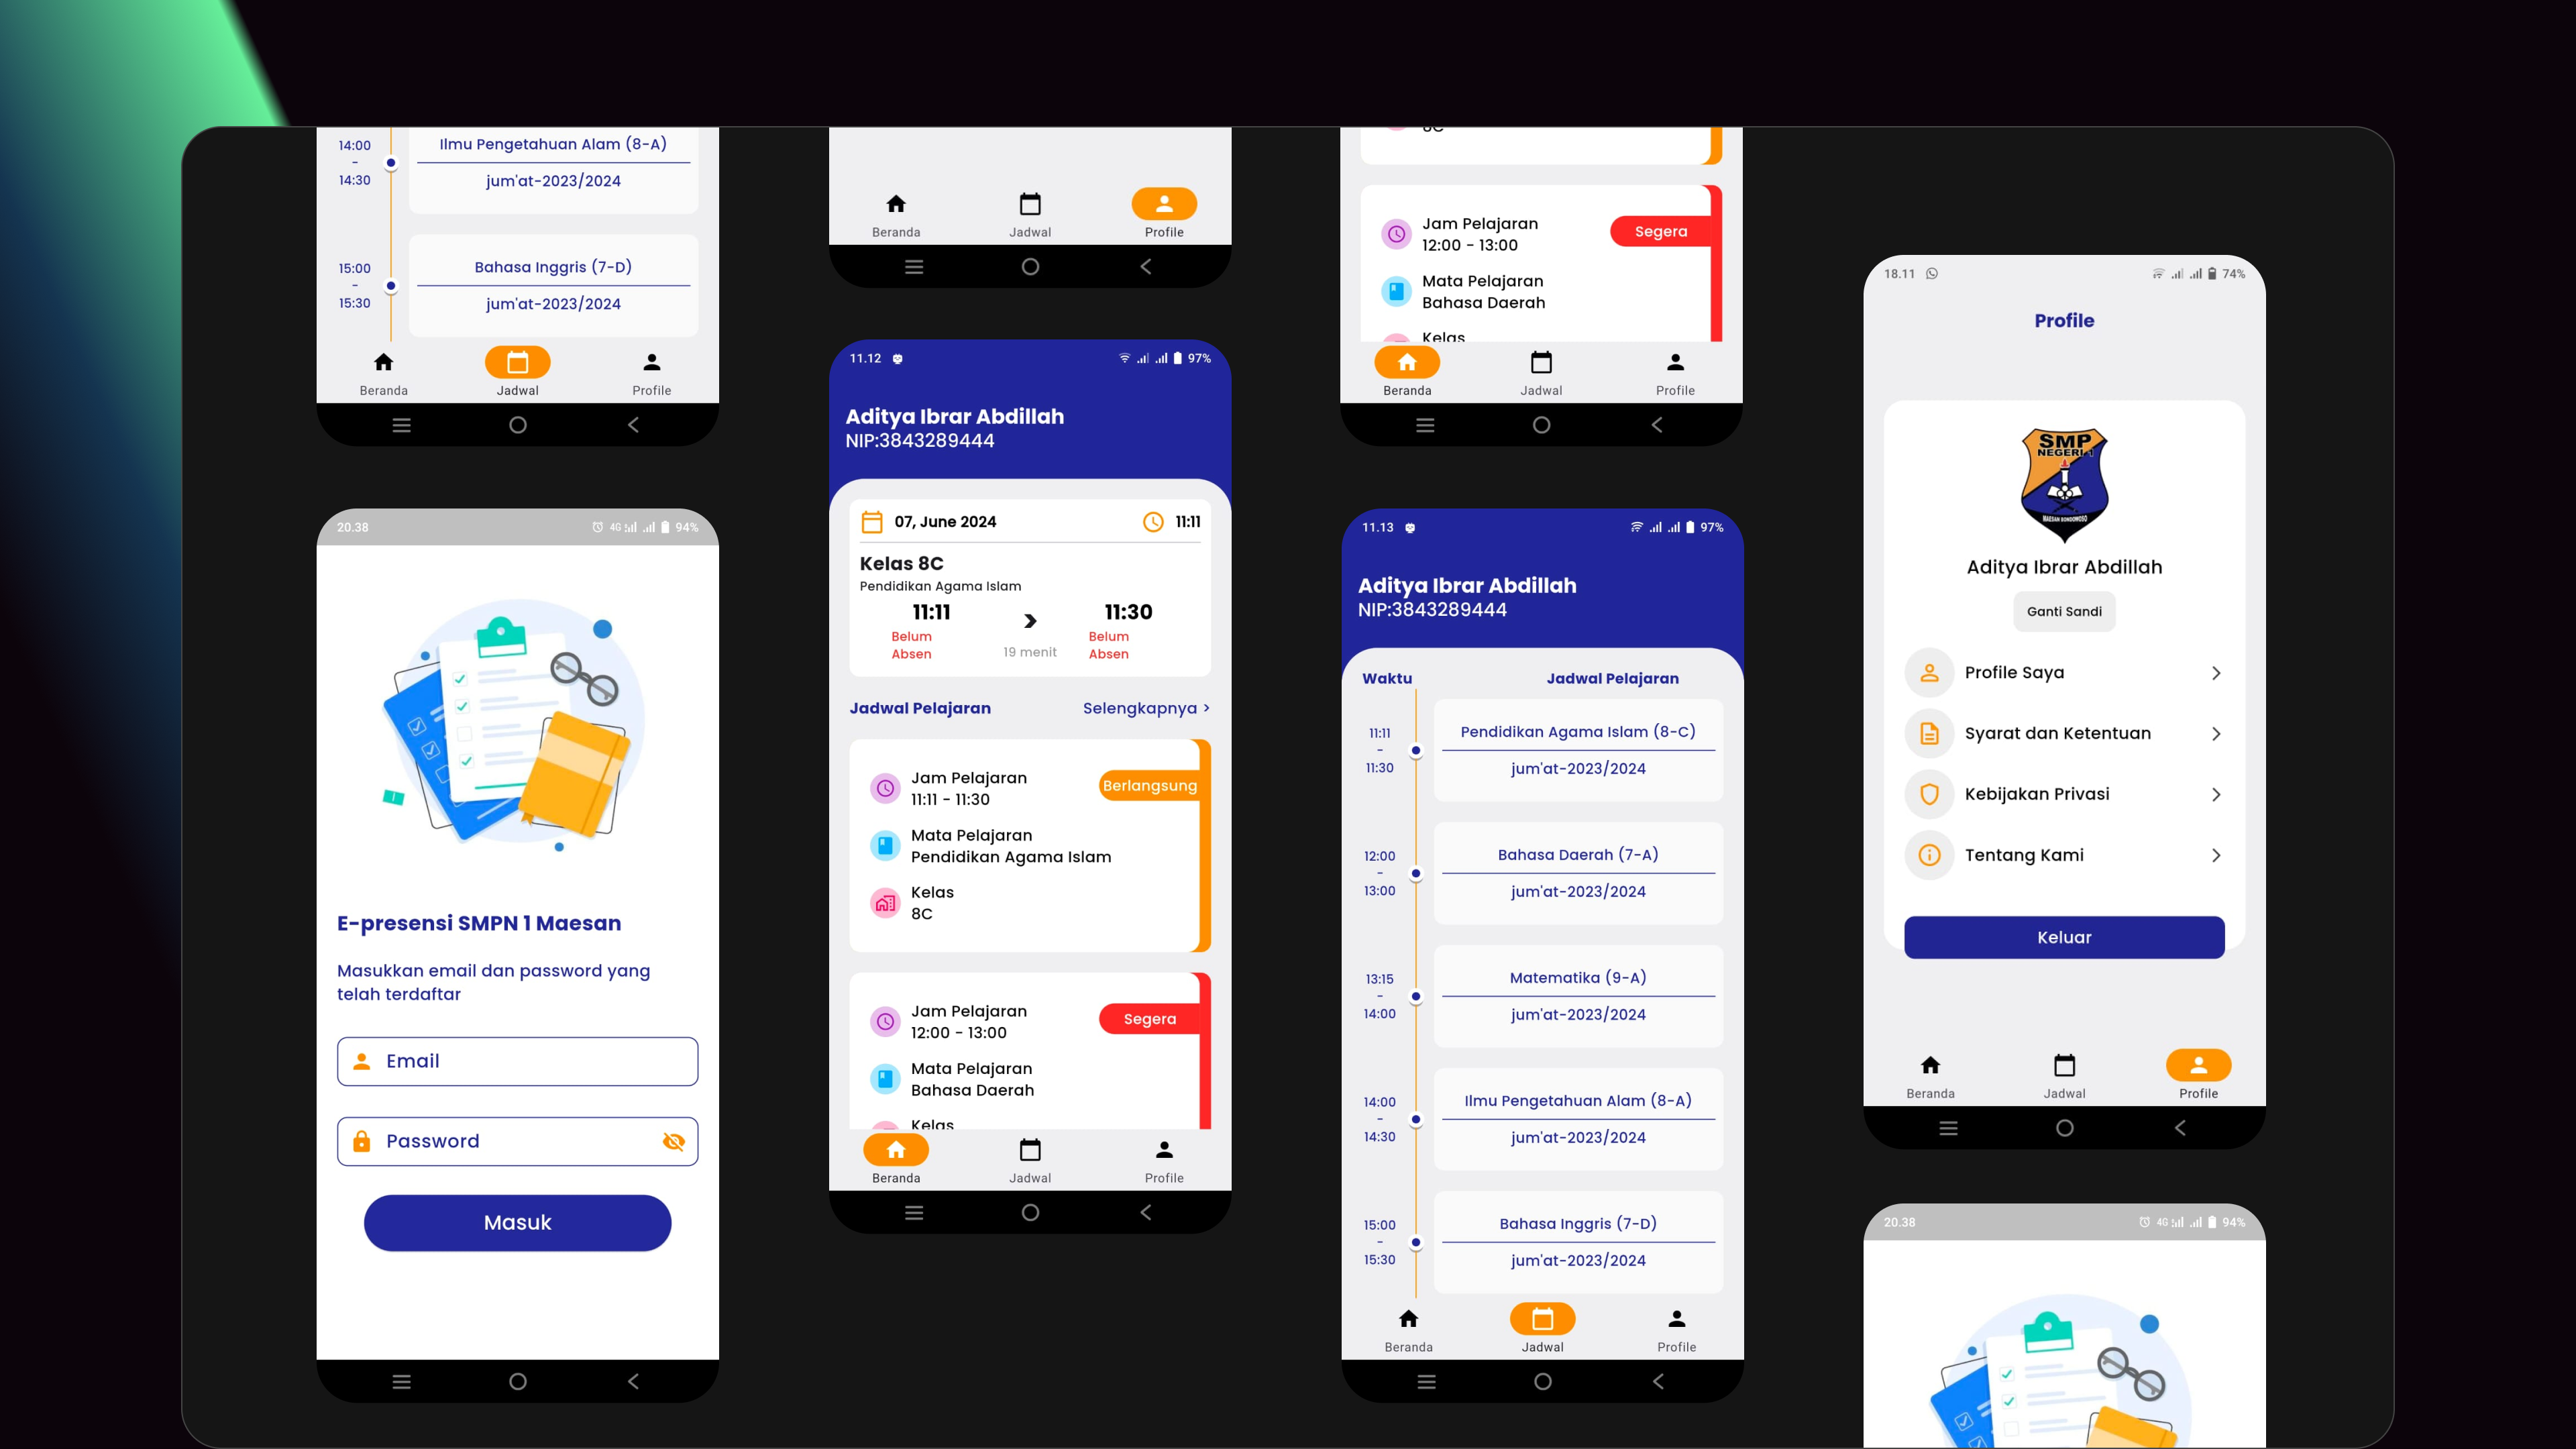 14:00
-
14:30
Ilmu Pengetahuan Alam (8-A)
jum'at-2023/2024
15:00
-
15:30
Bahasa Inggris (7-D)
jum'at-2023/2024
Beranda
Jadwal
Profile
20.38
4G
94%
E-presensi SMPN 1 Maesan
Masukkan email dan password yang
telah terdaftar
Email
Password
Masuk
Beranda
Jadwal
Profile
11.12
97%
Aditya Ibrar Abdillah
NIP:3843289444
07, June 2024
11:11
Kelas 8C
Pendidikan Agama Islam
11:11
11:30
Belum
Absen
19 menit
Belum
Absen
Jadwal Pelajaran
Selengkapnya >
Jam Pelajaran
11:11 - 11:30
Berlangsung
Mata Pelajaran
Pendidikan Agama Islam
Kelas
8C
Jam Pelajaran
12:00 - 13:00
Segera
Mata Pelajaran
Bahasa Daerah
Kelas
Beranda
Jadwal
Profile
8C
Jam Pelajaran
12:00 - 13:00
Segera
Mata Pelajaran
Bahasa Daerah
Kelas
Beranda
Jadwal
Profile
11.13
97%
Aditya Ibrar Abdillah
NIP:3843289444
Waktu
Jadwal Pelajaran
11:11
-
11:30
Pendidikan Agama Islam (8-C)
jum'at-2023/2024
12:00
-
13:00
Bahasa Daerah (7-A)
jum'at-2023/2024
13:15
-
14:00
Matematika (9-A)
jum'at-2023/2024
14:00
-
14:30
Ilmu Pengetahuan Alam (8-A)
jum'at-2023/2024
15:00
-
15:30
Bahasa Inggris (7-D)
jum'at-2023/2024
Beranda
Jadwal
Profile
18.11
74%
Profile
SMP
NEGERI 1
MAESAN BONDOWOSO
Aditya Ibrar Abdillah
Ganti Sandi
Profile Saya
Syarat dan Ketentuan
Kebijakan Privasi
Tentang Kami
Keluar
Beranda
Jadwal
Profile
20.38
4G
94%